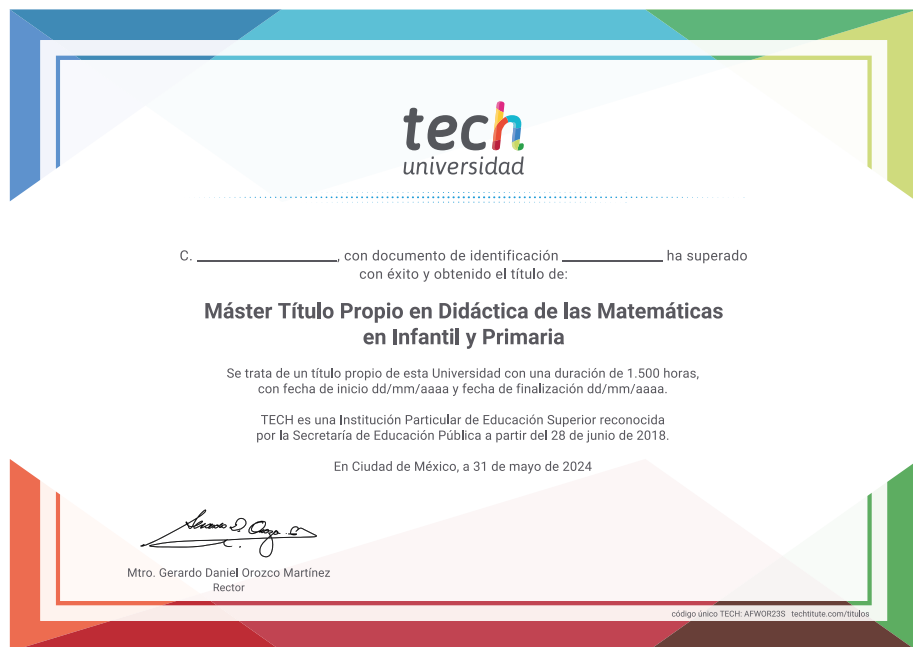 tech
universidad
C. ____________________, con documento de identificación ______________ ha superado
con éxito y obtenido el título de:
Máster Título Propio en Didáctica de las Matemáticas
en Infantil y Primaria
Se trata de un título propio de esta Universidad con una duración de 1.500 horas,
con fecha de inicio dd/mm/aaaa y fecha de finalización dd/mm/aaaa.
TECH es una Institución Particular de Educación Superior reconocida
por la Secretaría de Educación Pública a partir del 28 de junio de 2018.
En Ciudad de México, a 31 de mayo de 2024
Mtro. Gerardo Daniel Orozco Martínez
Rector
código único TECH: AFWOR23S techtitute.com/titulos